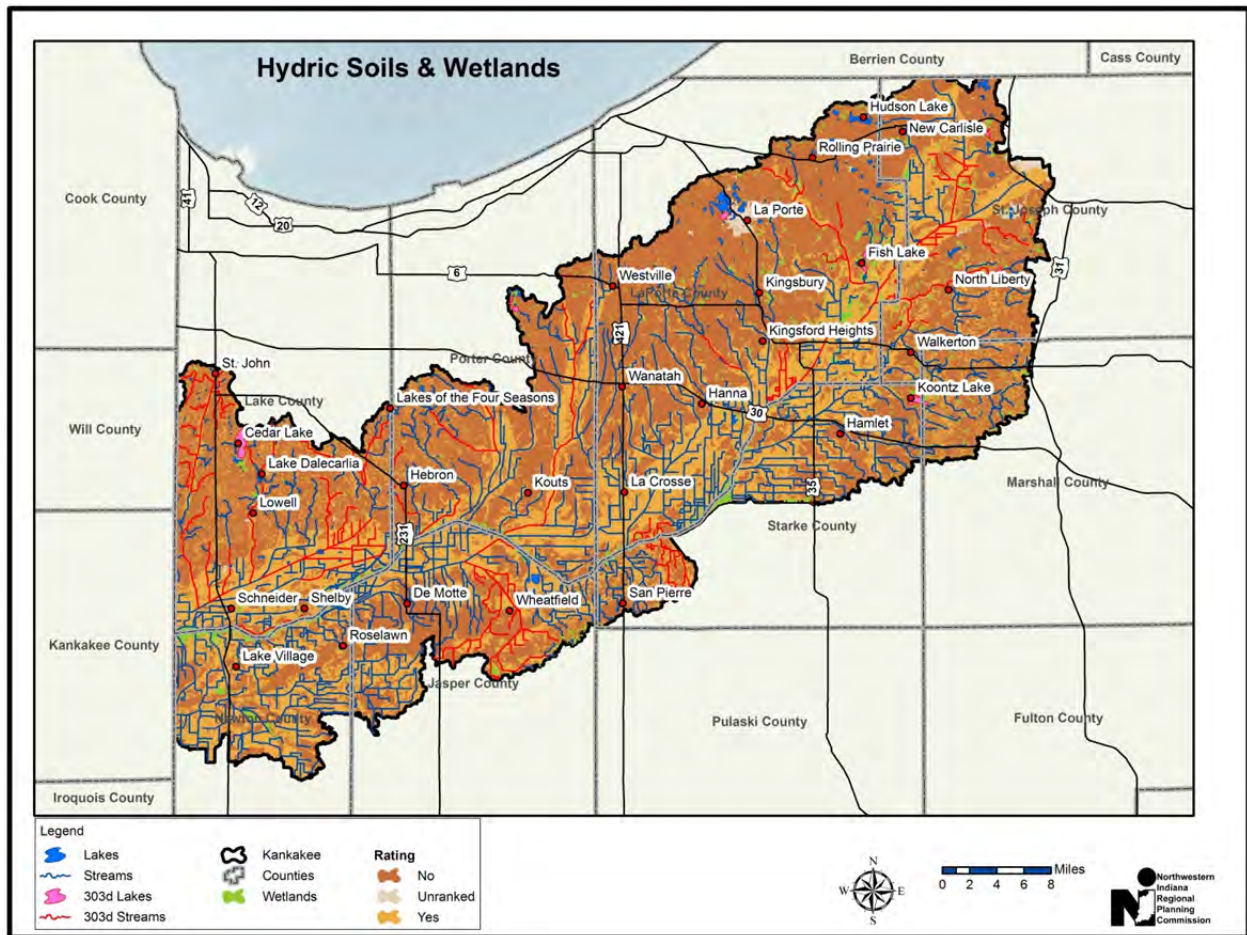 Hydric Soils & Wetlands
Berrien County
Cass County
Hudson Lake
New Carlisle
Rolling Prairie
Cook County
41
12
20
La Porte
St. Joseph County
31
6
Fish Lake
Westville
LaPorte County
Kingsbury
North Liberty
421
Kingsford Heights
Walkerton
Porter County
St. John
Wanatah
Koontz Lake
Lake County
Lakes of the Four Seasons
Hanna
30
Will County
Hamlet
Cedar Lake
Lake Dalecarlia
Hebron
Kouts
La Crosse
35
Marshall County
Lowell
Starke County
231
Schneider
Shelby
De Motte
Wheatfield
San Pierre
Kankakee County
Roselawn
Lake Village
Jasper County
Newton County
Pulaski County
Fulton County
Iroquois County
Legend
Lakes
Streams
303d Lakes
303d Streams
Kankakee
Counties
Wetlands
Rating
No
Unranked
Yes
N
W E
S
Miles
0 2 4 6 8
Northwestern
Indiana
Regional
Planning
Commission